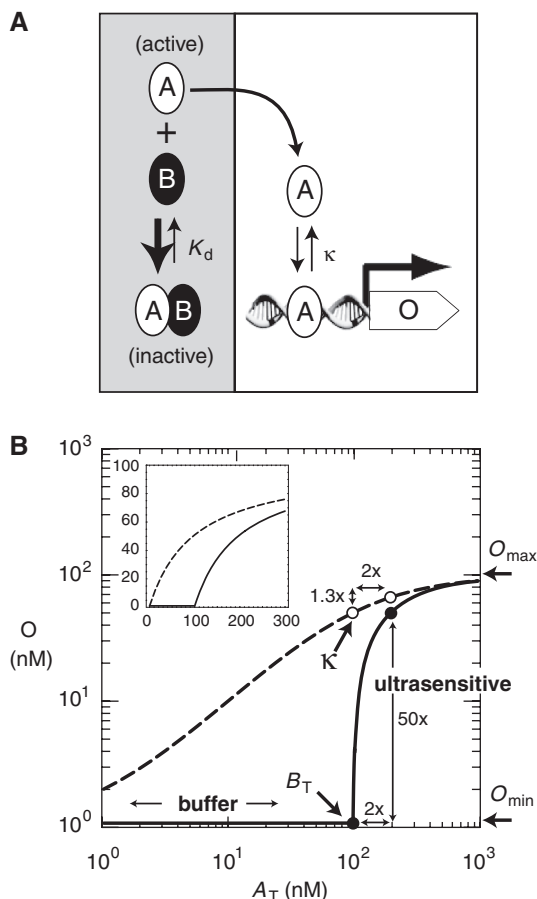 A
(active)
A
+
B
K_d
A B
(inactive)
A
κ
A
O
B
10^3
10^2
10^1
10^0
O
(nM)
100
80
60
40
20
0
0 100 200 300
2x
1.3x
κ
O_max
ultrasensitive
50x
B_T
buffer
2x
O_min
10^0 10^1 10^2 10^3
A_T (nM)